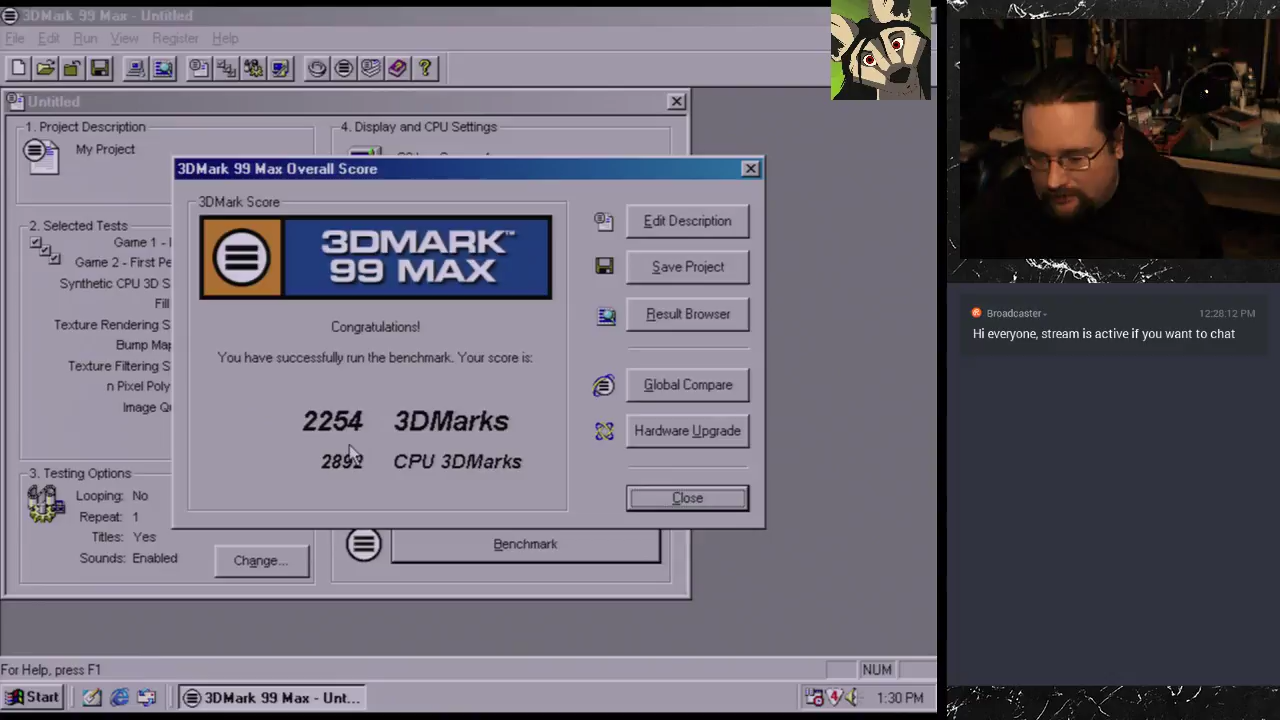 3DMark 99 Max - Untitled
File Edit Run View Register Help
Untitled
1. Project Description
My Project
4. Display and CPU Settings
2. Selected Tests
Game 1 -
Game 2 - First Pe
Synthetic CPU 3D S
Fill
Texture Rendering S
Bump Map
Texture Filtering S
n Pixel Poly
Image Qu
3. Testing Options
Looping: No
Repeat: 1
Titles: Yes
Sounds: Enabled
Change...
Benchmark
3DMark 99 Max Overall Score
3DMark Score
3DMARK™
99 MAX
Congratulations!
You have successfully run the benchmark. Your score is:
2254 3DMarks
CPU 3DMarks
Edit Description
Save Project
Result Browser
Global Compare
Hardware Upgrade
Close
For Help, press F1
NUM
Start
3DMark 99 Max - Unt...
4
1:30 PM
Broadcaster
12:28:12 PM
Hi everyone, stream is active if you want to chat